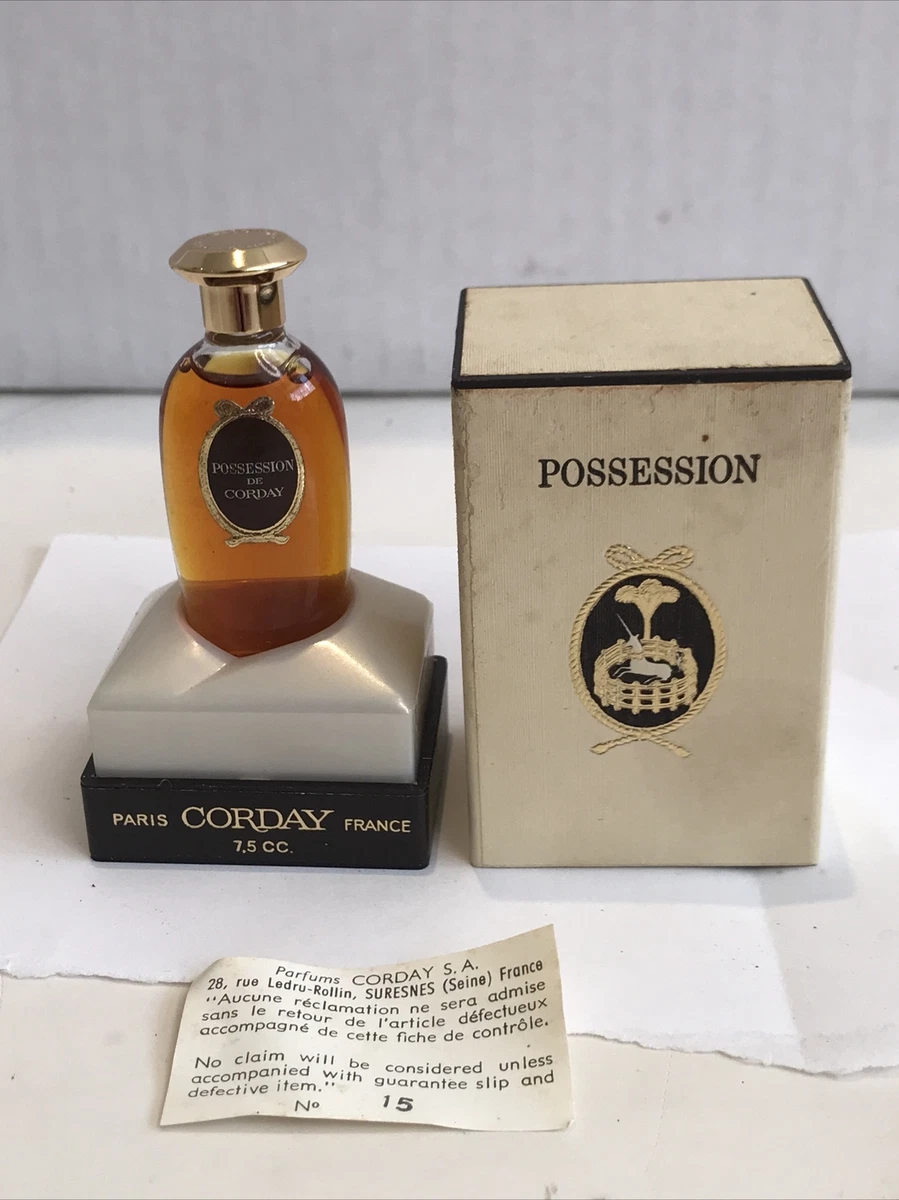 POSSESSION
DE
CORDAY
PARIS CORDAY FRANCE
7,5 CC.
POSSESSION
Parfums CORDAY S.A.
28, rue Ledru-Rollin, SURESNES (Seine) France
"Aucune réclamation ne sera admise
sans le retour de l'article défectueux
accompagné de cette fiche de contrôle.
No claim will be considered unless
accompanied with guarantee slip and
defective item."
No 15